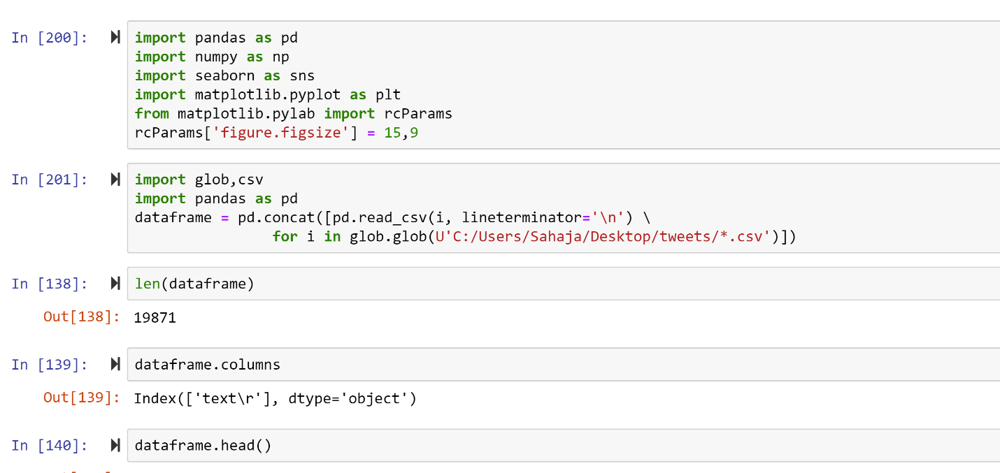 In [200]:
import pandas as pd
import numpy as np
import seaborn as sns
import matplotlib.pyplot as plt
from matplotlib.pylab import rcParams
rcParams['figure.figsize'] = 15,9
In [201]:
import glob,csv
import pandas as pd
dataframe = pd.concat([pd.read_csv(i, lineterminator='\n') \
for i in glob.glob(U'C:/Users/Sahaja/Desktop/tweets/*.csv')])
In [138]:
len(dataframe)
Out[138]: 19871
In [139]:
dataframe.columns
Out[139]: Index(['text\r'], dtype='object')
In [140]:
dataframe.head()